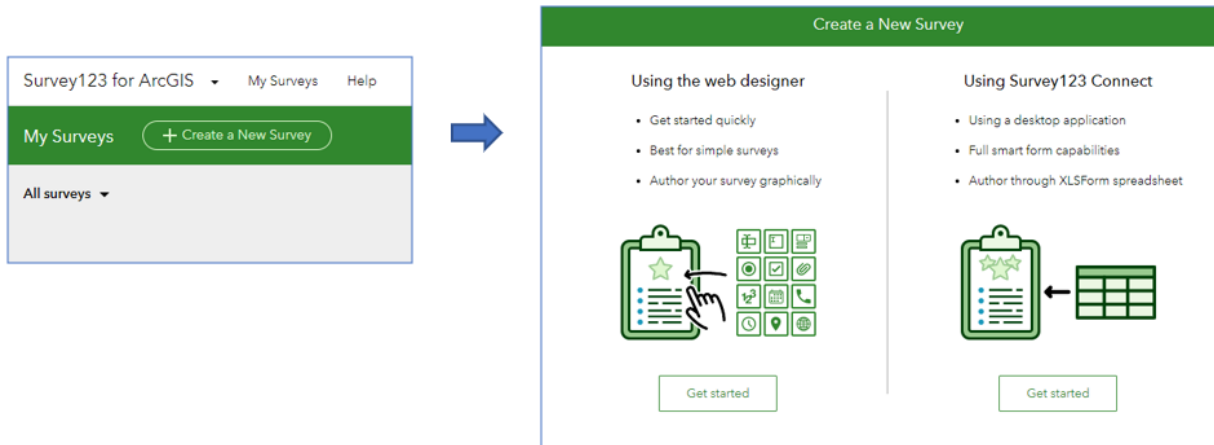 Survey123 for ArcGIS My Surveys Help
My Surveys + Create a New Survey
All surveys
Create a New Survey
Using the web designer
• Get started quickly
• Best for simple surveys
• Author your survey graphically
123
Get started
Using Survey123 Connect
• Using a desktop application
• Full smart form capabilities
• Author through XLSForm spreadsheet
Get started